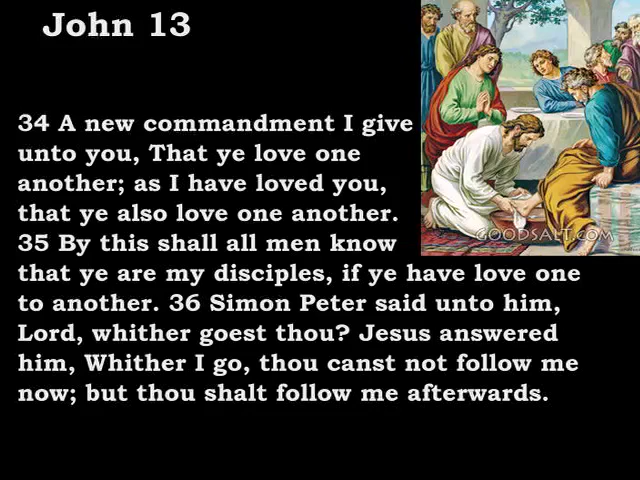 John 13
34 A new commandment I give
unto you, That ye love one
another; as I have loved you,
that ye also love one another.
35 By this shall all men know
that ye are my disciples, if ye have love one
to another. 36 Simon Peter said unto him,
Lord, whither goest thou? Jesus answered
him, Whither I go, thou canst not follow me
now; but thou shalt follow me afterwards.
GOODSALT.COM